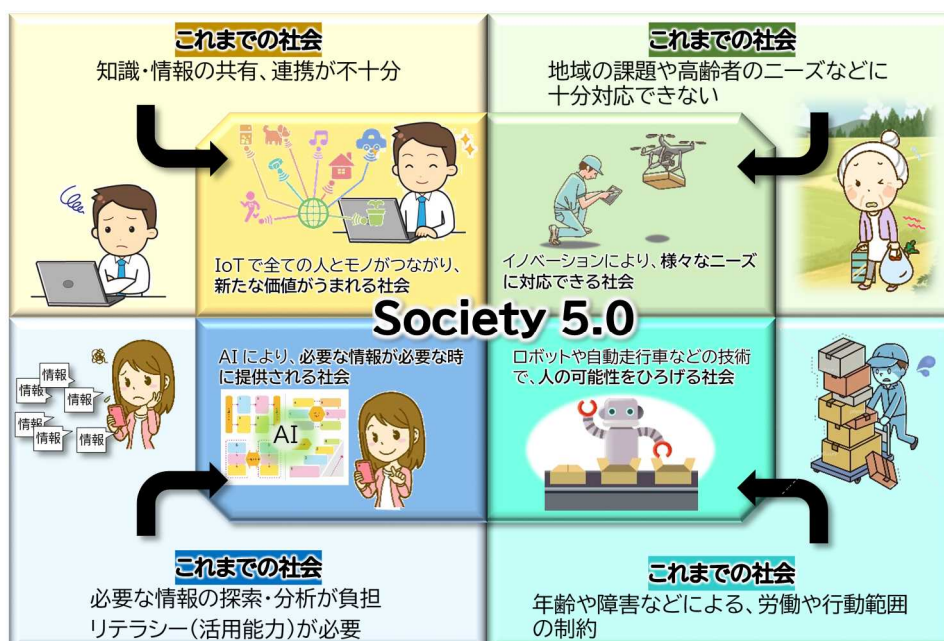 これまでの社会
知識・情報の共有、連携が不十分
IoTで全ての人とモノがつながり、
新たな価値がうまれる社会
これまでの社会
地域の課題や高齢者のニーズなどに
十分対応できない
イノベーションにより、様々なニーズ
に対応できる社会
Society 5.0
AIにより、必要な情報が必要な時
に提供される社会
AI
情報
情報
情報
情報
情報
情報
これまでの社会
必要な情報の探索・分析が負担
リテラシー(活用能力)が必要
ロボットや自動走行車などの技術
で、人の可能性をひろげる社会
これまでの社会
年齢や障害などによる、労働や行動範囲
の制約